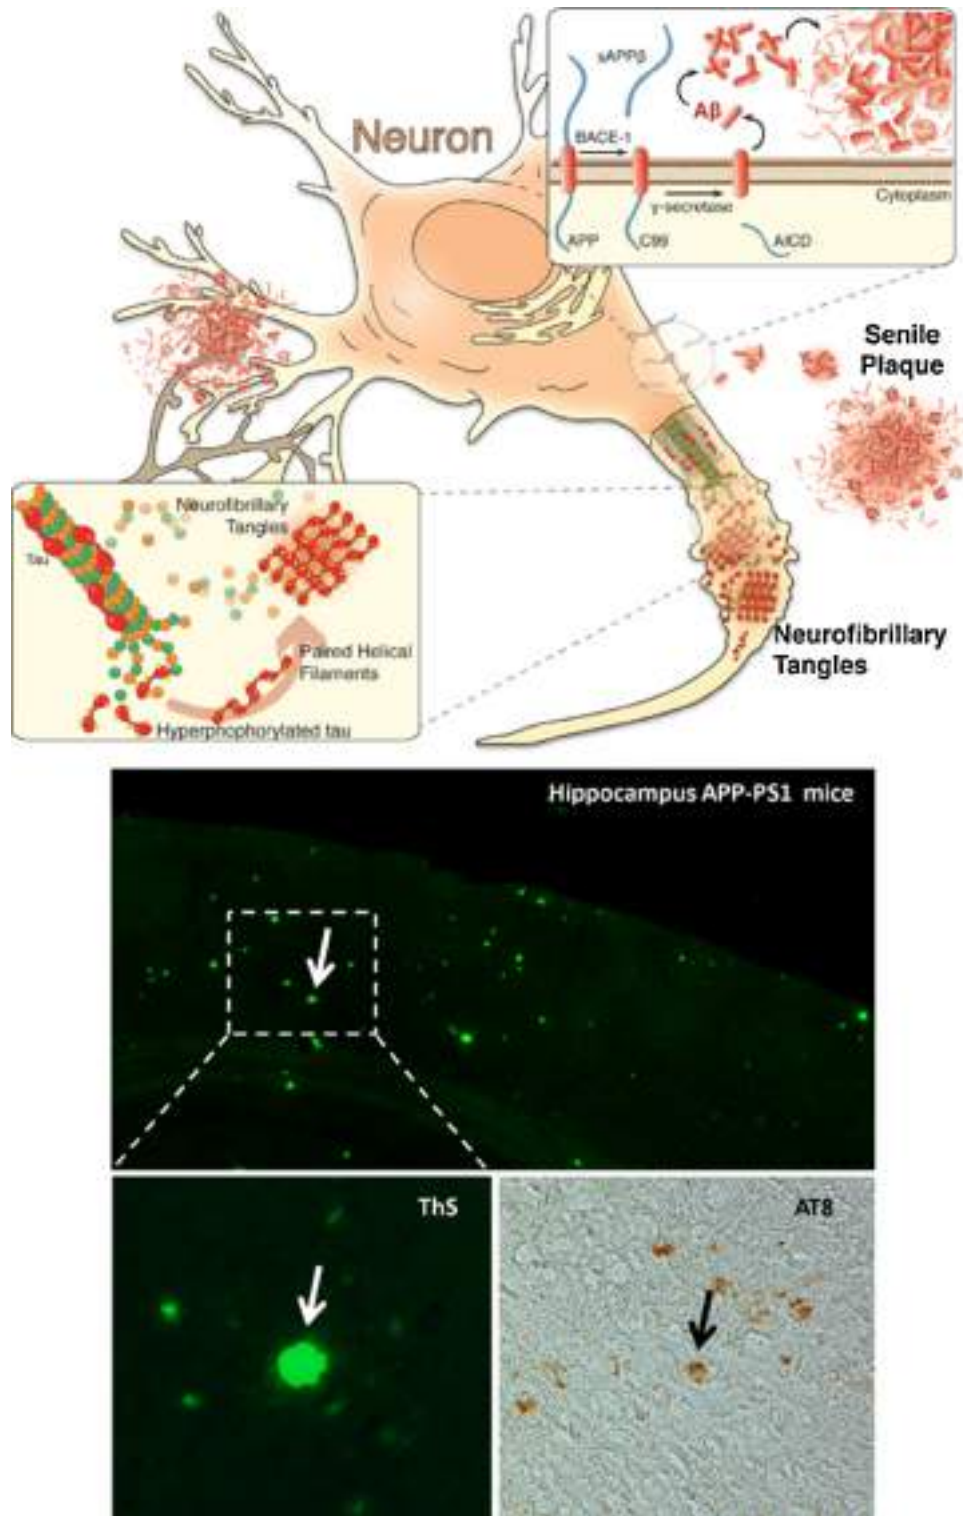 Neuron
sAPPβ
Aβ
BACE-1
Cytoplasm
γ-secretase
APP
C99
AICD
Senile
Plaque
Neurofibrillary
Tangles
Tau
Paired Helical
Filaments
Hyperphophorylated tau
Neurofibrillary
Tangles
Hippocampus APP-PS1 mice
ThS
AT8